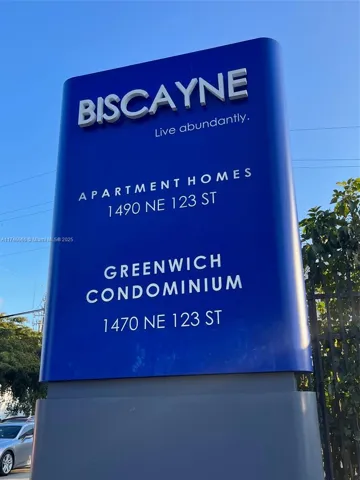 BISCAYNE
Live abundantly.
APARTMENT HOMES
1490 NE 123 ST
GREENWICH
CONDOMINIUM
1470 NE 123 ST